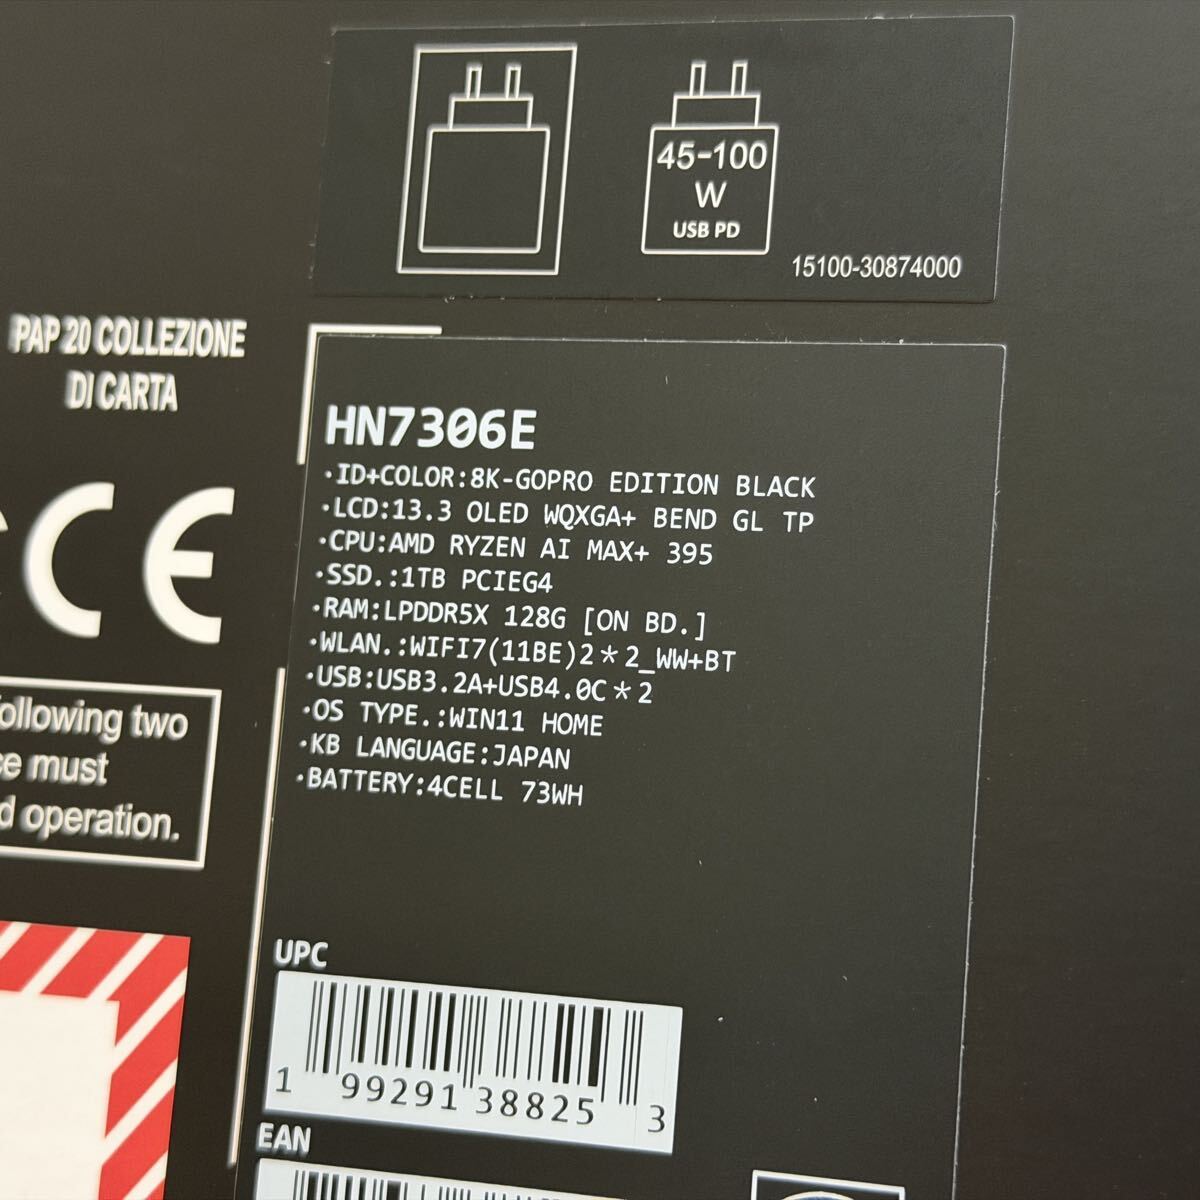 45-100
W
USB PD
15100-30874000
PAP 20 COLLEZIONE
DI CARTA
CE
HN7306E
·ID+COLOR:8K-GOPRO EDITION BLACK
·LCD:13.3 OLED WQXGA+ BEND GL TP
·CPU:AMD RYZEN AI MAX+ 395
·SSD.:1TB PCIEG4
·RAM:LPDDR5X 128G [ON BD.]
·WLAN.:WIFI7(11BE)2*2_WW+BT
·USB:USB3.2A+USB4.0C*2
·OS TYPE.:WIN11 HOME
·KB LANGUAGE:JAPAN
·BATTERY:4CELL 73WH
following two
must
operation.
UPC
1 99291 38825 3
EAN